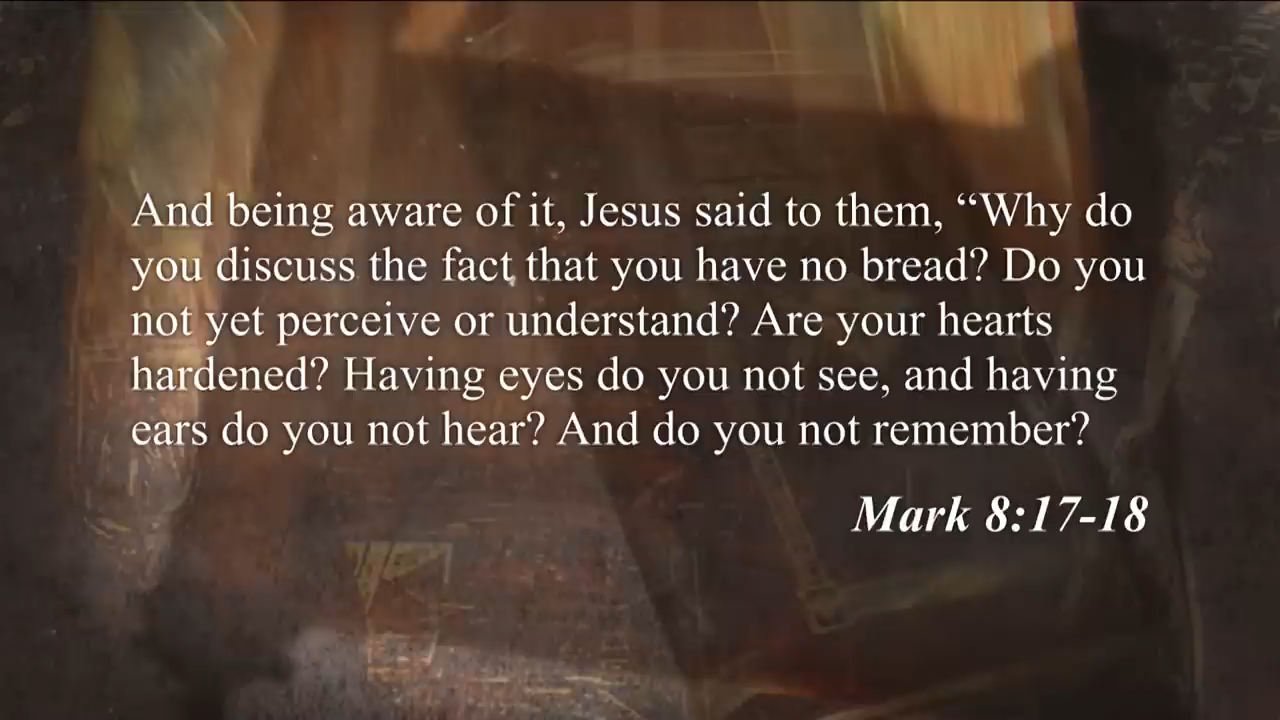 And being aware of it, Jesus said to them, “Why do
you discuss the fact that you have no bread? Do you
not yet perceive or understand? Are your hearts
hardened? Having eyes do you not see, and having
ears do you not hear? And do you not remember?
Mark 8:17-18